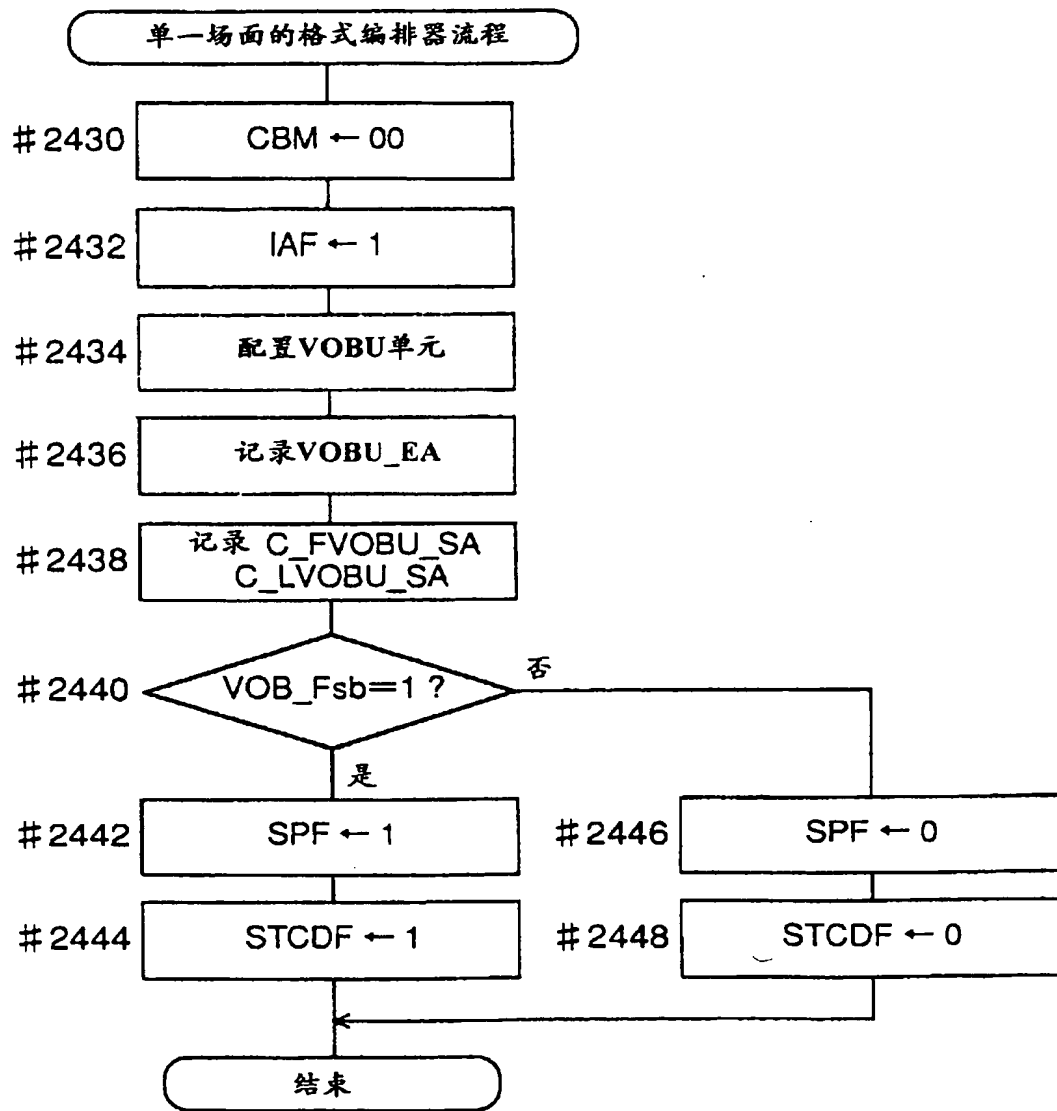 单一场面的格式编排器流程
#2430
CBM ← 00
#2432
IAF ← 1
#2434
配置VOBU单元
#2436
记录VOBU_EA
#2438
记录 C_FVOBU_SA
C_LVOBU_SA
#2440
VOB_Fsb=1 ?
否
是
#2442
SPF ← 1
#2446
SPF ← 0
#2444
STCDF ← 1
#2448
STCDF ← 0
结束